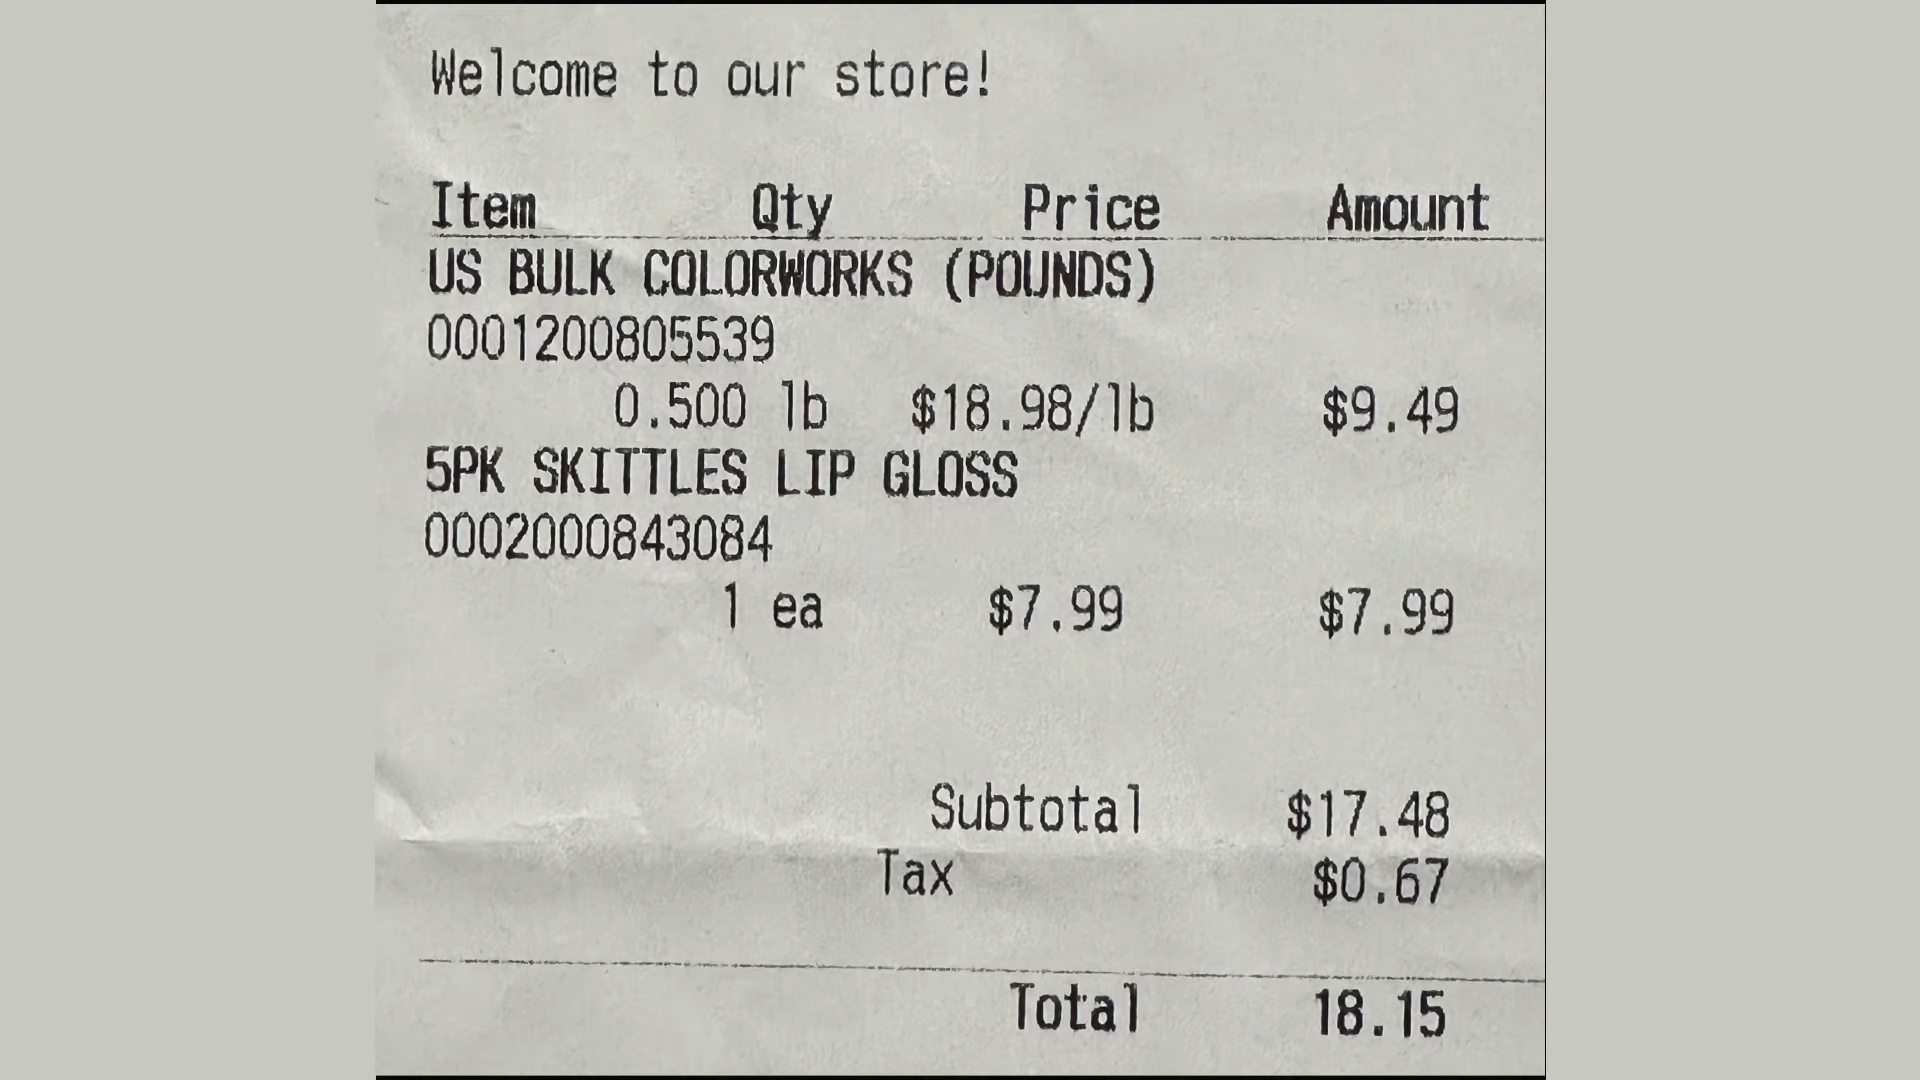 Welcome to our store!
Item Qty Price Amount
US BULK COLORWORKS (POUNDS)
0001200805539
0.500 lb $18.98/lb $9.49
5PK SKITTLES LIP GLOSS
0002000843084
1 ea $7.99 $7.99
Subtotal $17.48
Tax $0.67
Total 18.15